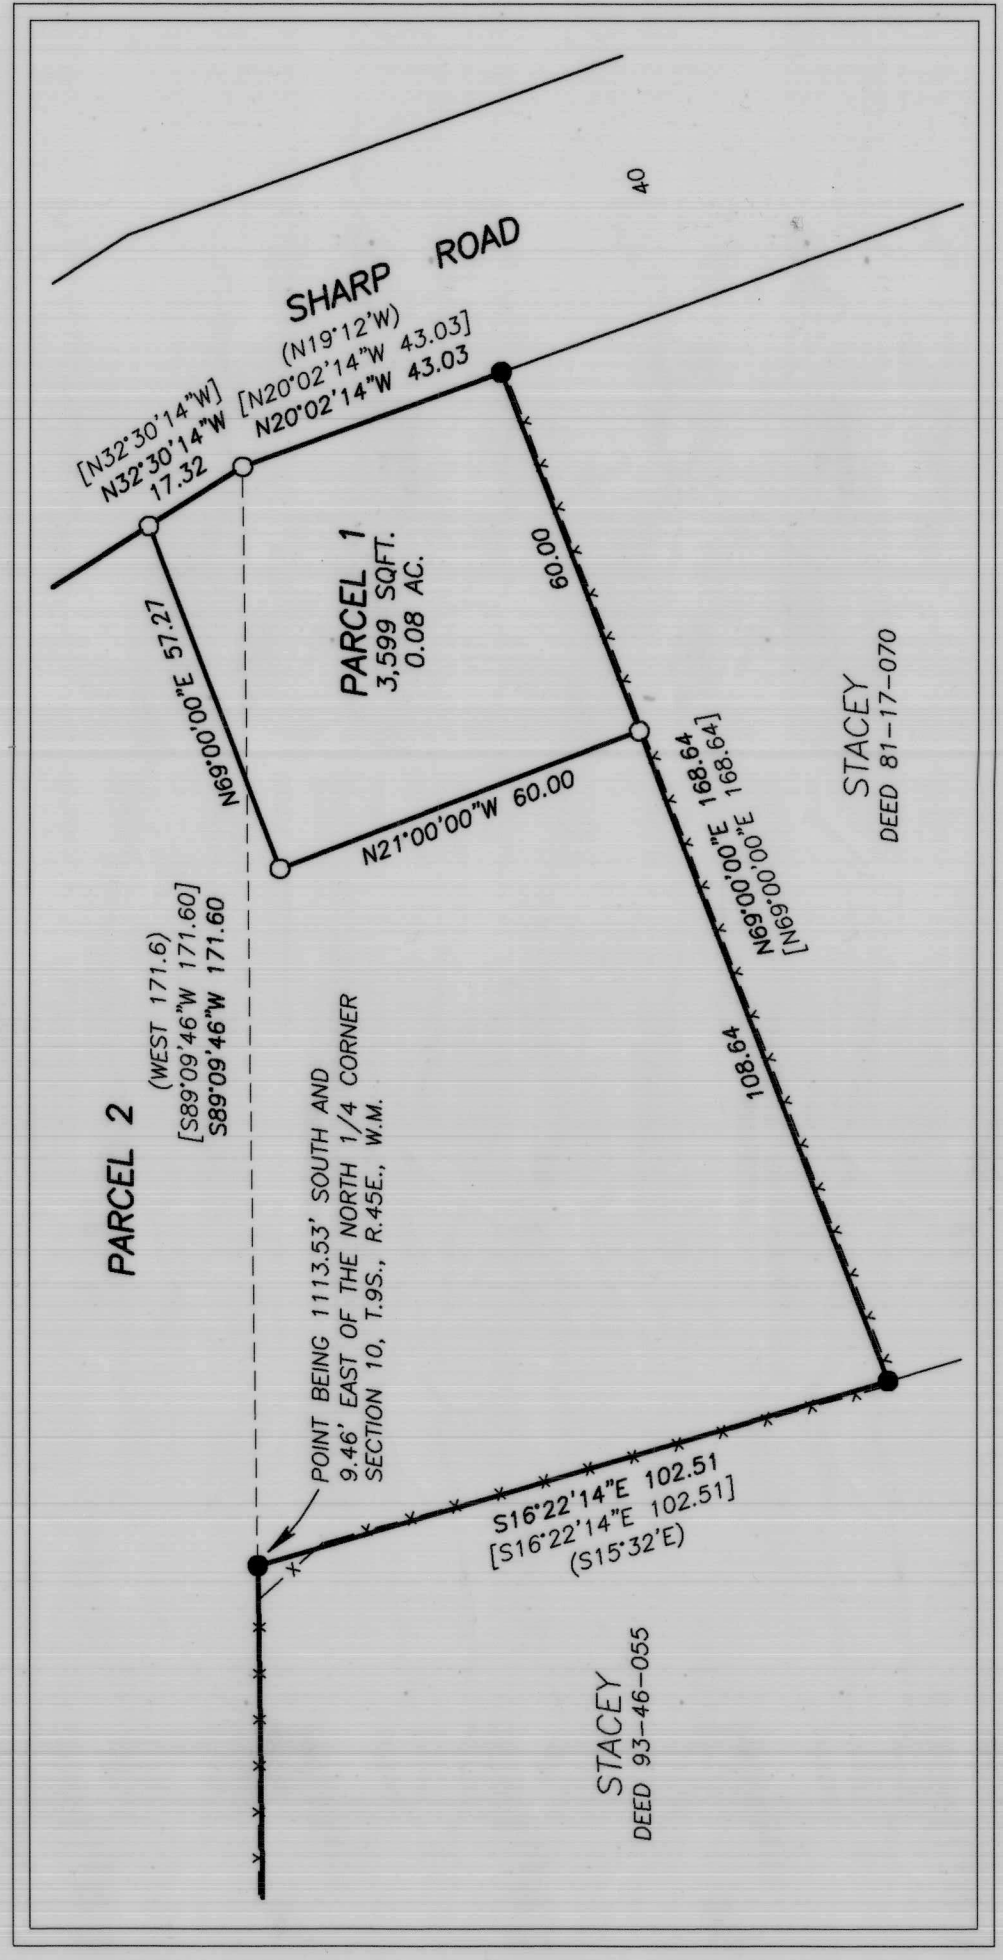 SHARP ROAD
40
(N19°12'W)
[N20°02'14"W 43.03]
N20°02'14"W 43.03
[N32°30'14"W]
N32°30'14"W
17.32
N69°00'00"E 57.27
PARCEL 1
3,599 SQFT.
0.08 AC.
60.00
N21°00'00"W 60.00
N69°00'00"E 168.64
[N69°00'00"E 168.64]
108.64
STACEY
DEED 81-17-070
PARCEL 2
(WEST 171.6)
[S89°09'46"W 171.60]
S89°09'46"W 171.60
POINT BEING 1113.53' SOUTH AND
9.46' EAST OF THE NORTH 1/4 CORNER
SECTION 10, T.9S., R.45E., W.M.
S16°22'14"E 102.51
[S16°22'14"E 102.51]
(S15°32'E)
STACEY
DEED 93-46-055